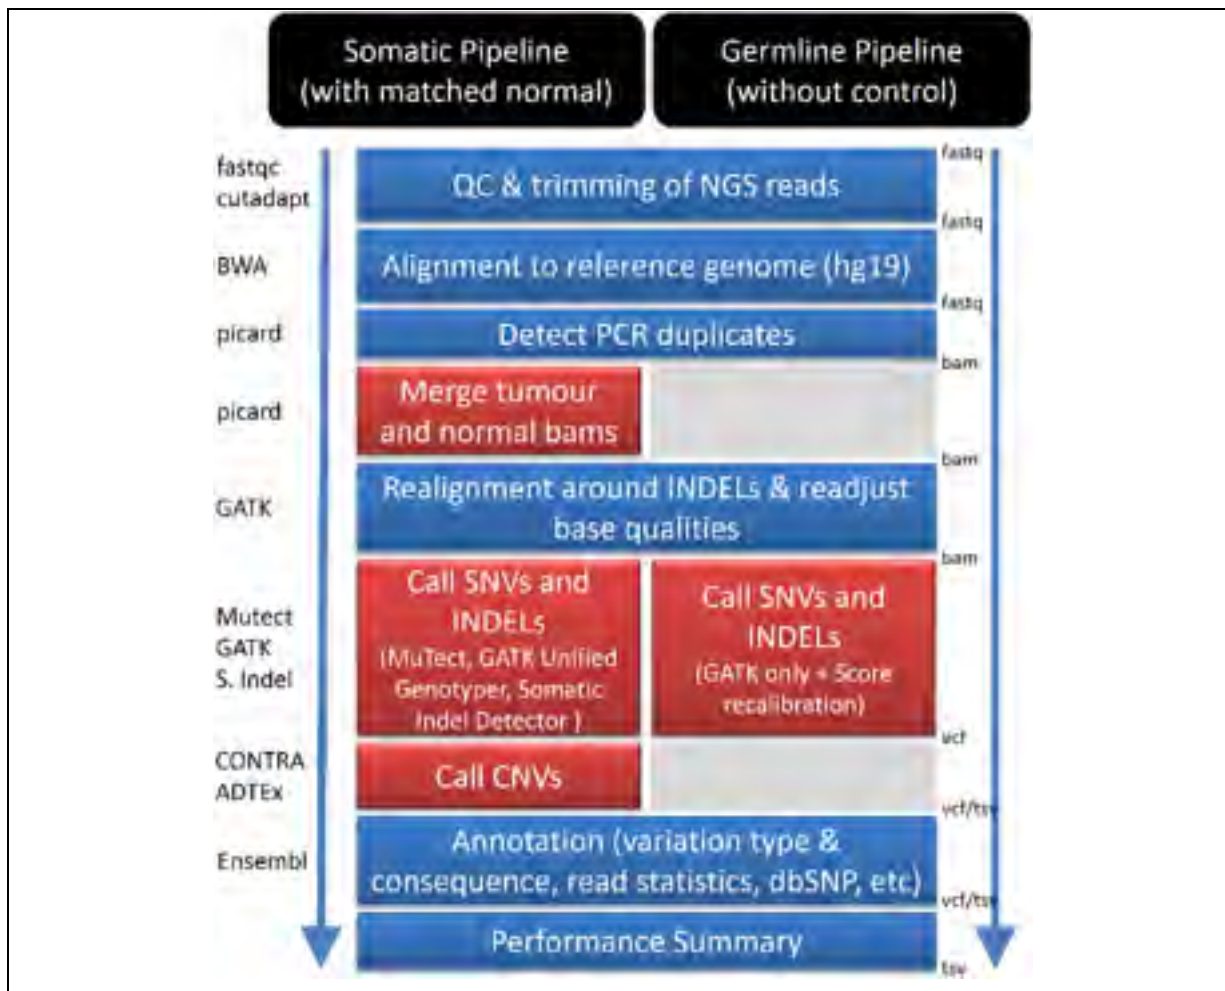 Somatic Pipeline
(with matched normal)
Germline Pipeline
(without control)
fastq
fastqc
cutadapt
QC & trimming of NGS reads
fastq
BWA
Alignment to reference genome (hg19)
fastq
picard
Detect PCR duplicates
bam
picard
Merge tumour
and normal bams
bam
GATK
Realignment around INDELs & readjust
base qualities
bam
Mutect
GATK
S. Indel
Call SNVs and
INDELs
(MuTect, GATK Unified
Genotyper, Somatic
Indel Detector )
Call SNVs and
INDELs
(GATK only + Score
recalibration)
vcf
CONTRA
ADTEx
Call CNVs
vcf/tsv
Ensembl
Annotation (variation type &
consequence, read statistics, dbSNP, etc)
vcf/tsv
Performance Summary
tsv